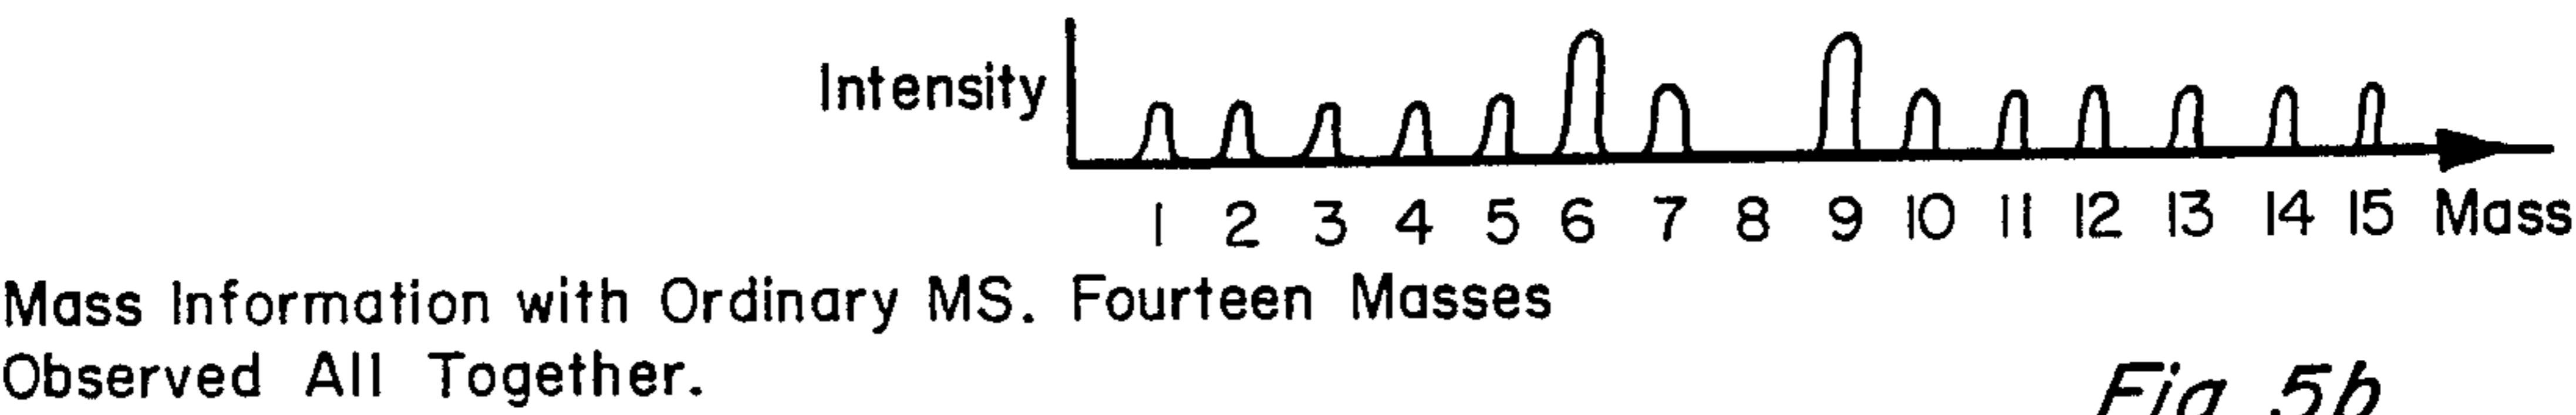 Intensity
1 2 3 4 5 6 7 8 9 10 11 12 13 14 15 Mass
Mass Information with Ordinary MS. Fourteen Masses
Observed All Together.
Fig 5b